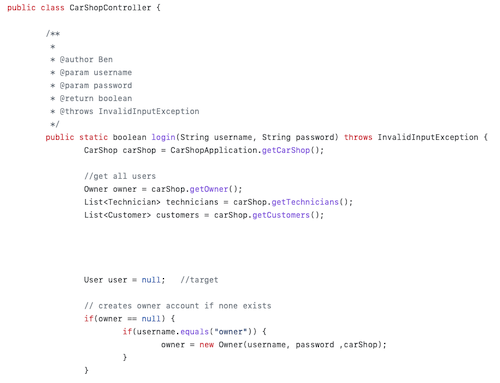 public class CarShopController {
/**
*
* @author Ben
* @param username
* @param password
* @return boolean
* @throws InvalidInputException
*/
public static boolean login(String username, String password) throws InvalidInputException {
CarShop carShop = CarShopApplication.getCarShop();
//get all users
Owner owner = carShop.getOwner();
List<Technician> technicians = carShop.getTechnicians();
List<Customer> customers = carShop.getCustomers();
User user = null; //target
// creates owner account if none exists
if(owner == null) {
if(username.equals("owner")) {
owner = new Owner(username, password ,carShop);
}
}